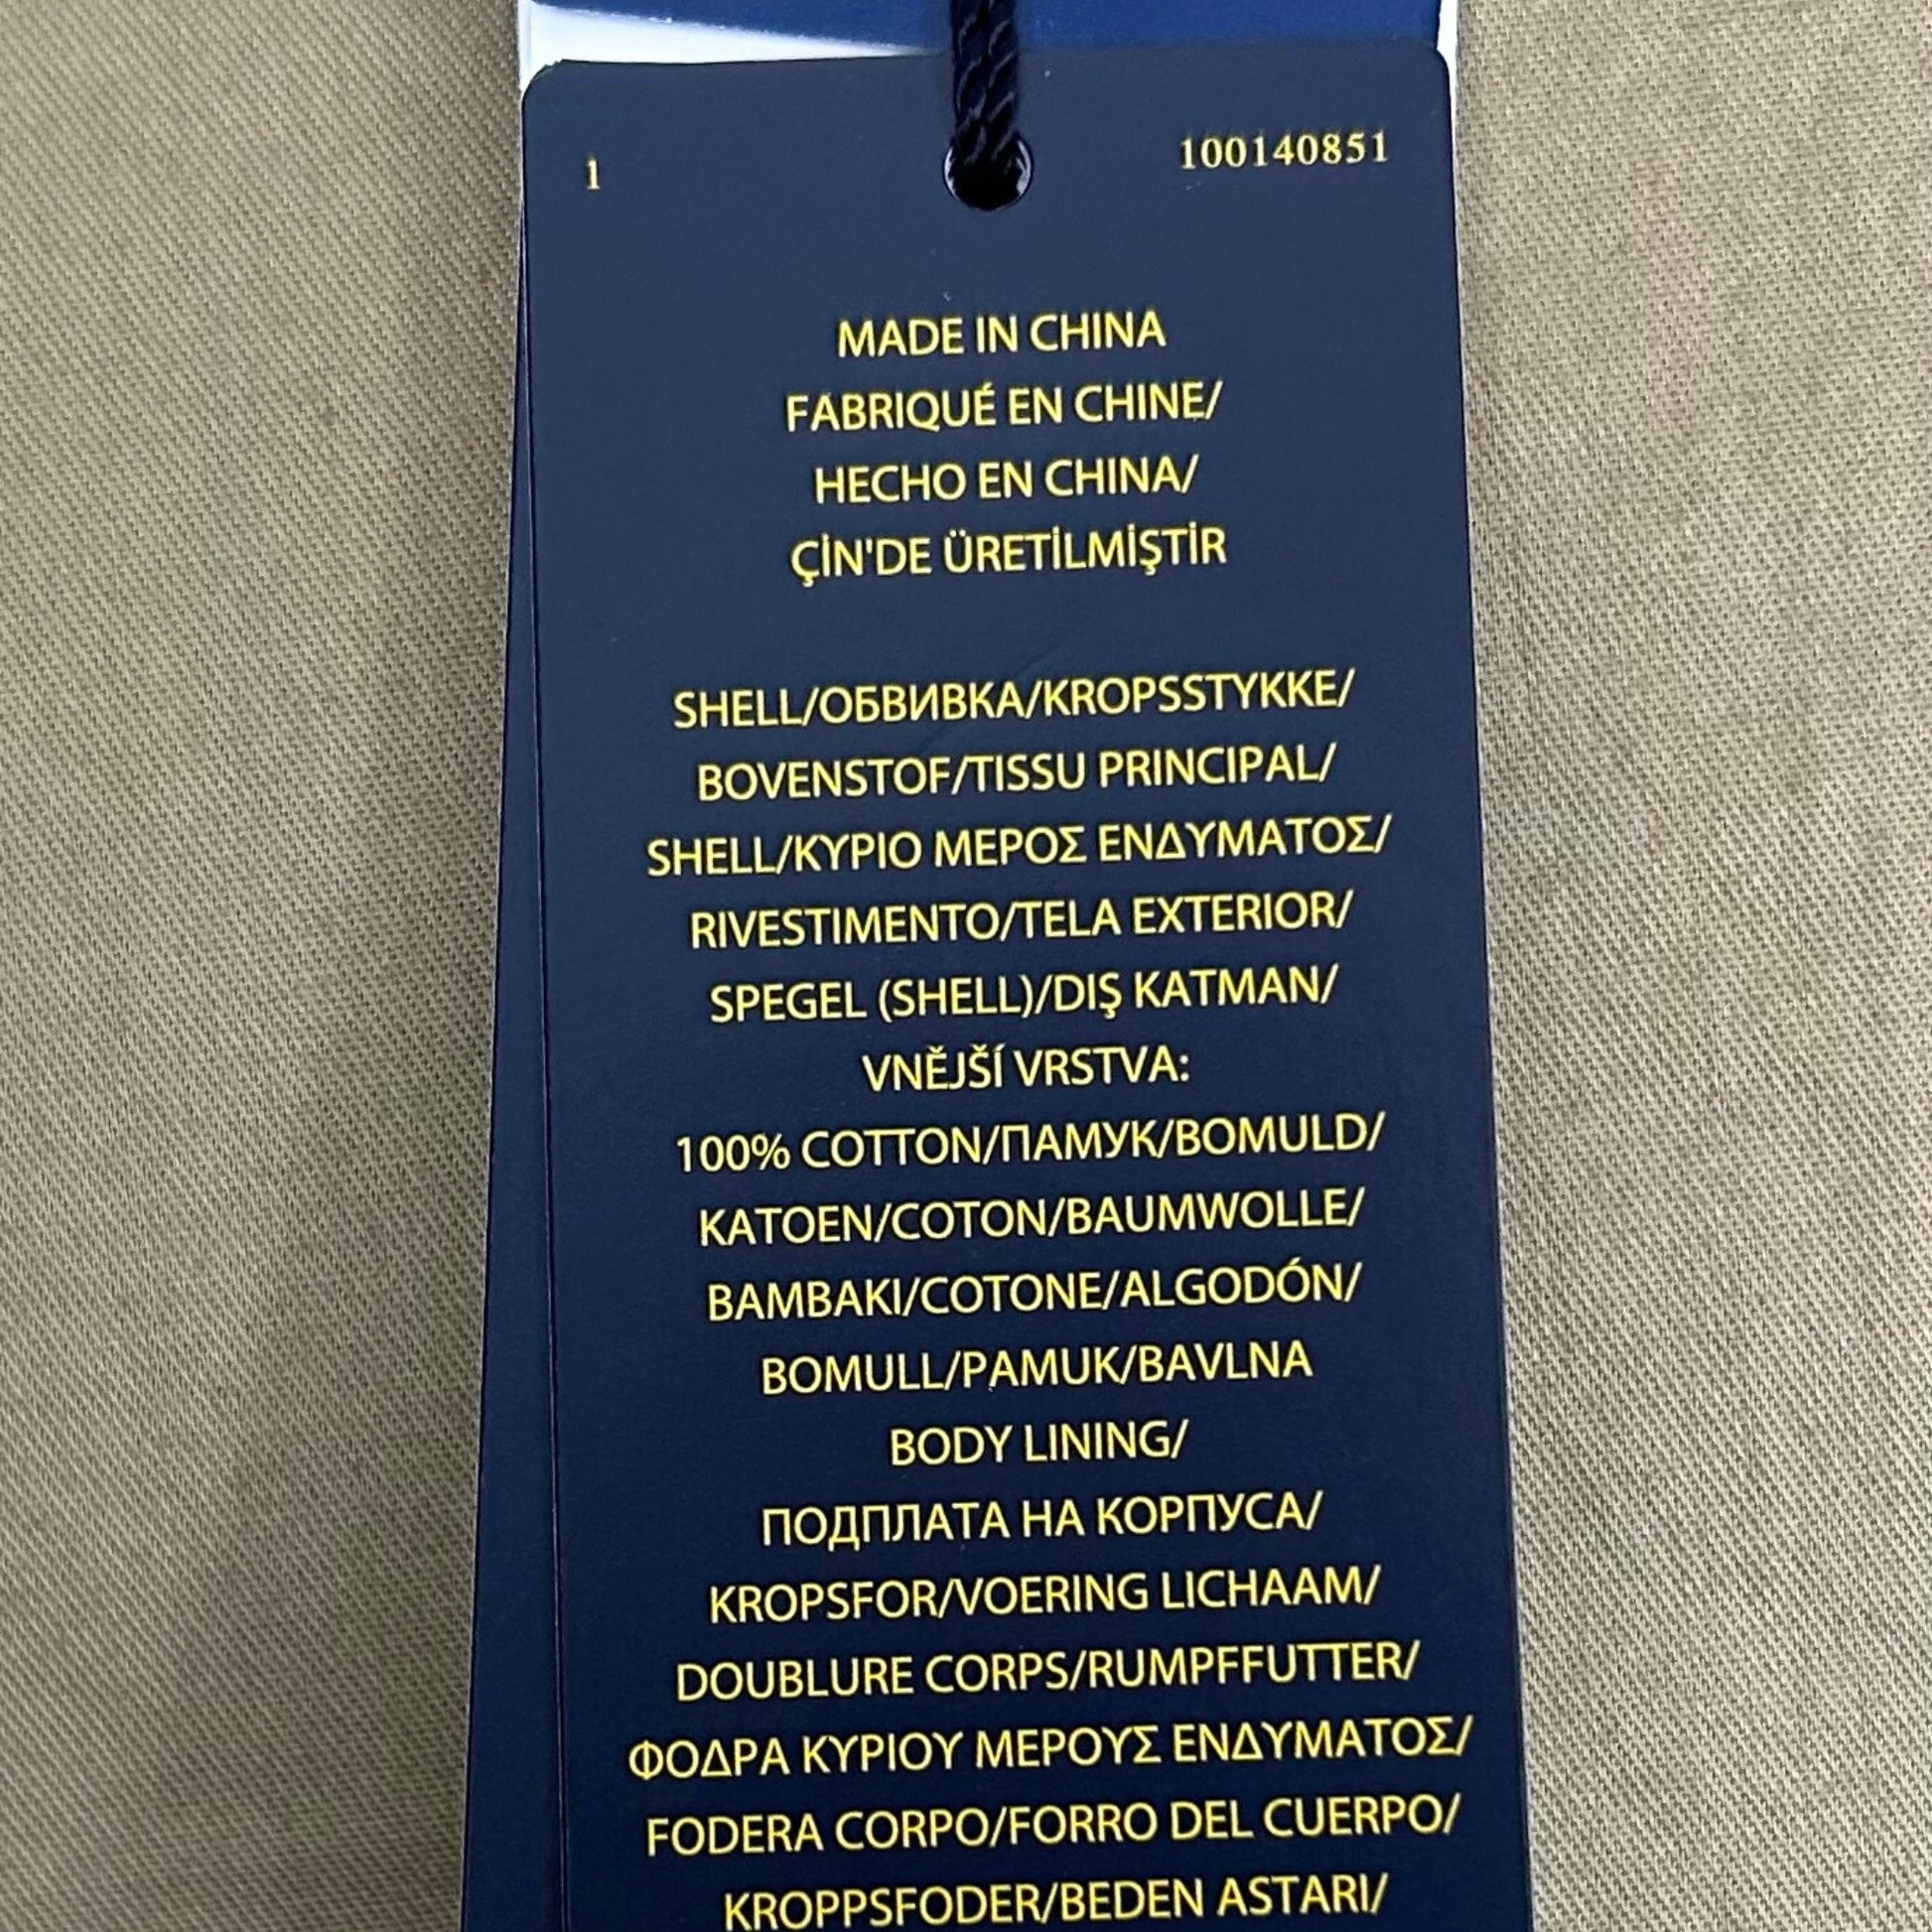 1 100140851
MADE IN CHINA
FABRIQUÉ EN CHINE/
HECHO EN CHINA/
ÇİN'DE ÜRETİLMİŞTİR
SHELL/ОБВИВКА/KROPSSTYKKE/
BOVENSTOF/TISSU PRINCIPAL/
SHELL/ΚΥΡΙΟ ΜΕΡΟΣ ΕΝΔΥΜΑΤΟΣ/
RIVESTIMENTO/TELA EXTERIOR/
SPEGEL (SHELL)/DIŞ KATMAN/
VNĚJŠÍ VRSTVA:
100% COTTON/ПАМУК/BOMULD/
KATOEN/COTON/BAUMWOLLE/
BAMBAKI/COTONE/ALGODÓN/
BOMULL/PAMUK/BAVLNA
BODY LINING/
ПОДПЛАТА НА КОРПУСА/
KROPSFOR/VOERING LICHAAM/
DOUBLURE CORPS/RUMPFFUTTER/
ΦΟΔΡΑ ΚΥΡΙΟΥ ΜΕΡΟΥΣ ΕΝΔΥΜΑΤΟΣ/
FODERA CORPO/FORRO DEL CUERPO/
KROPPSFODER/BEDEN ASTARI/